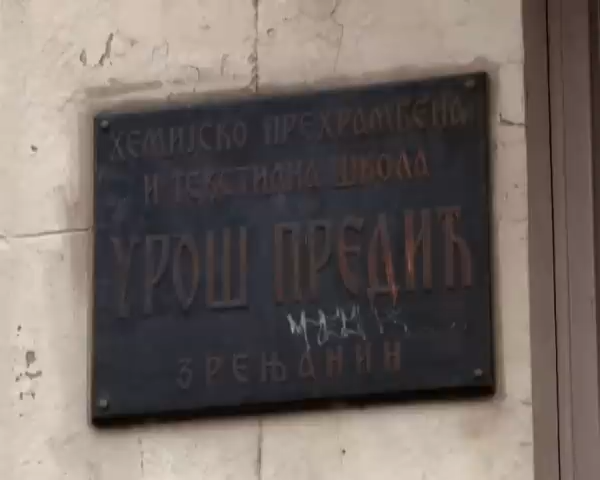 ХЕМИЈСКО ПРЕХРАМБЕНА
И ТЕКСТИЛНА ШКОЛА
УРОШ ПРЕДИЋ
ЗРЕЊАНИН